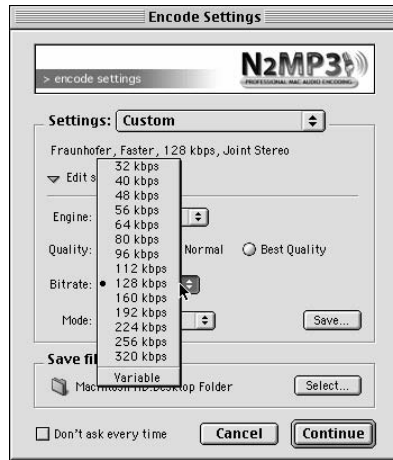 Encode Settings
N2MP3
PROFESSIONAL MAC AUDIO ENCODING
> encode settings
Settings: Custom
Fraunhofer, Faster, 128 kbps, Joint Stereo
Edit s
32 kbps
40 kbps
48 kbps
56 kbps
64 kbps
80 kbps
96 kbps
112 kbps
128 kbps
160 kbps
192 kbps
224 kbps
256 kbps
320 kbps
Variable
Engine:
Quality: Normal Best Quality
Bitrate:
Mode: Save...
Save fil
Macintosh HD:Desktop Folder Select...
Don't ask every time Cancel Continue